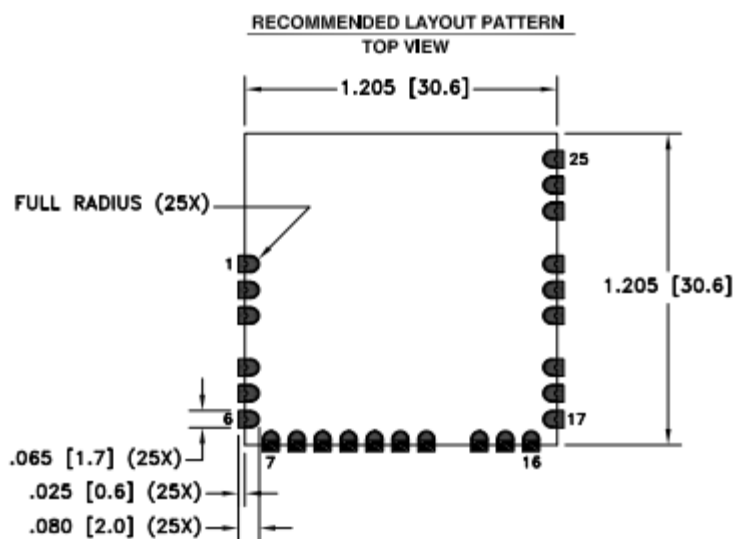 RECOMMENDED LAYOUT PATTERN
TOP VIEW
1.205 [30.6]
25
FULL RADIUS (25X)
1
1.205 [30.6]
6
17
.065 [1.7] (25X)
7
16
.025 [0.6] (25X)
.080 [2.0] (25X)